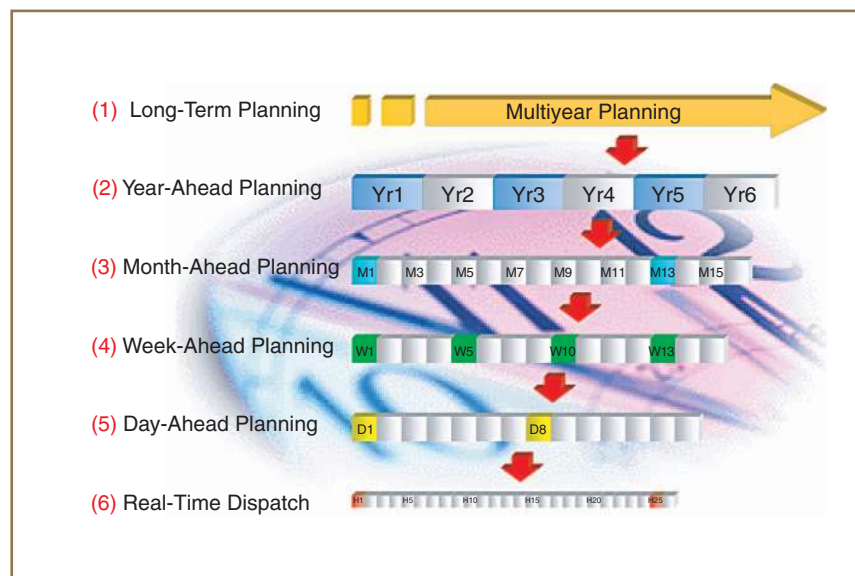 (1) Long-Term Planning
Multiyear Planning
(2) Year-Ahead Planning
Yr1 Yr2 Yr3 Yr4 Yr5 Yr6
(3) Month-Ahead Planning
M1 M3 M5 M7 M9 M11 M13 M15
(4) Week-Ahead Planning
W1 W5 W10 W13
(5) Day-Ahead Planning
D1 D8
(6) Real-Time Dispatch
H1 H5 H10 H15 H20 H25
12
10